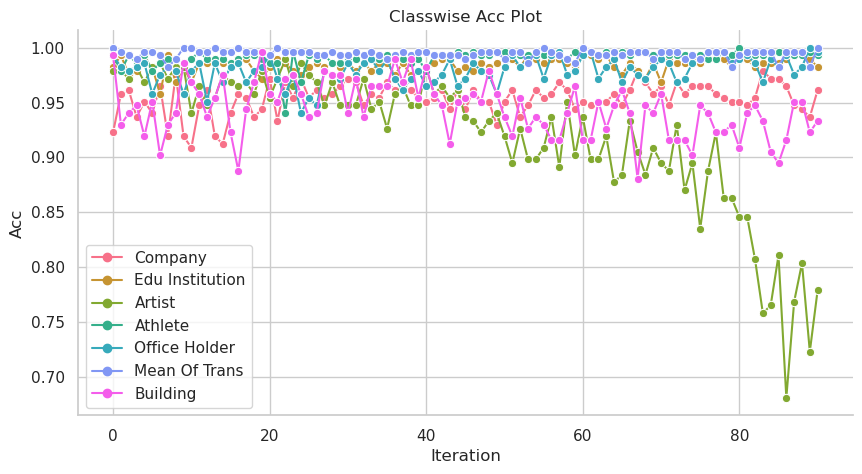 Classwise Acc Plot
1.00
0.95
0.90
0.85
0.80
0.75
0.70
Acc
Company
Edu Institution
Artist
Athlete
Office Holder
Mean Of Trans
Building
0 20 40 60 80
Iteration